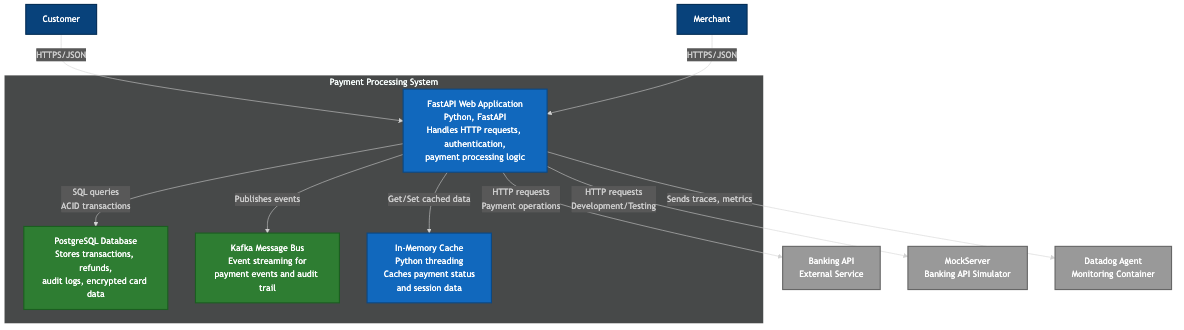 Customer
Merchant
HTTPS/JSON
HTTPS/JSON
Payment Processing System
FastAPI Web Application
Python, FastAPI
Handles HTTP requests,
authentication,
payment processing logic
SQL queries
ACID transactions
Publishes events
Get/Set cached data
HTTP requests
Payment operations
HTTP requests
Development/Testing
Sends traces, metrics
PostgreSQL Database
Stores transactions,
refunds,
audit logs, encrypted card
data
Kafka Message Bus
Event streaming for
payment events and audit
trail
In-Memory Cache
Python threading
Caches payment status
and session data
Banking API
External Service
MockServer
Banking API Simulator
Datadog Agent
Monitoring Container